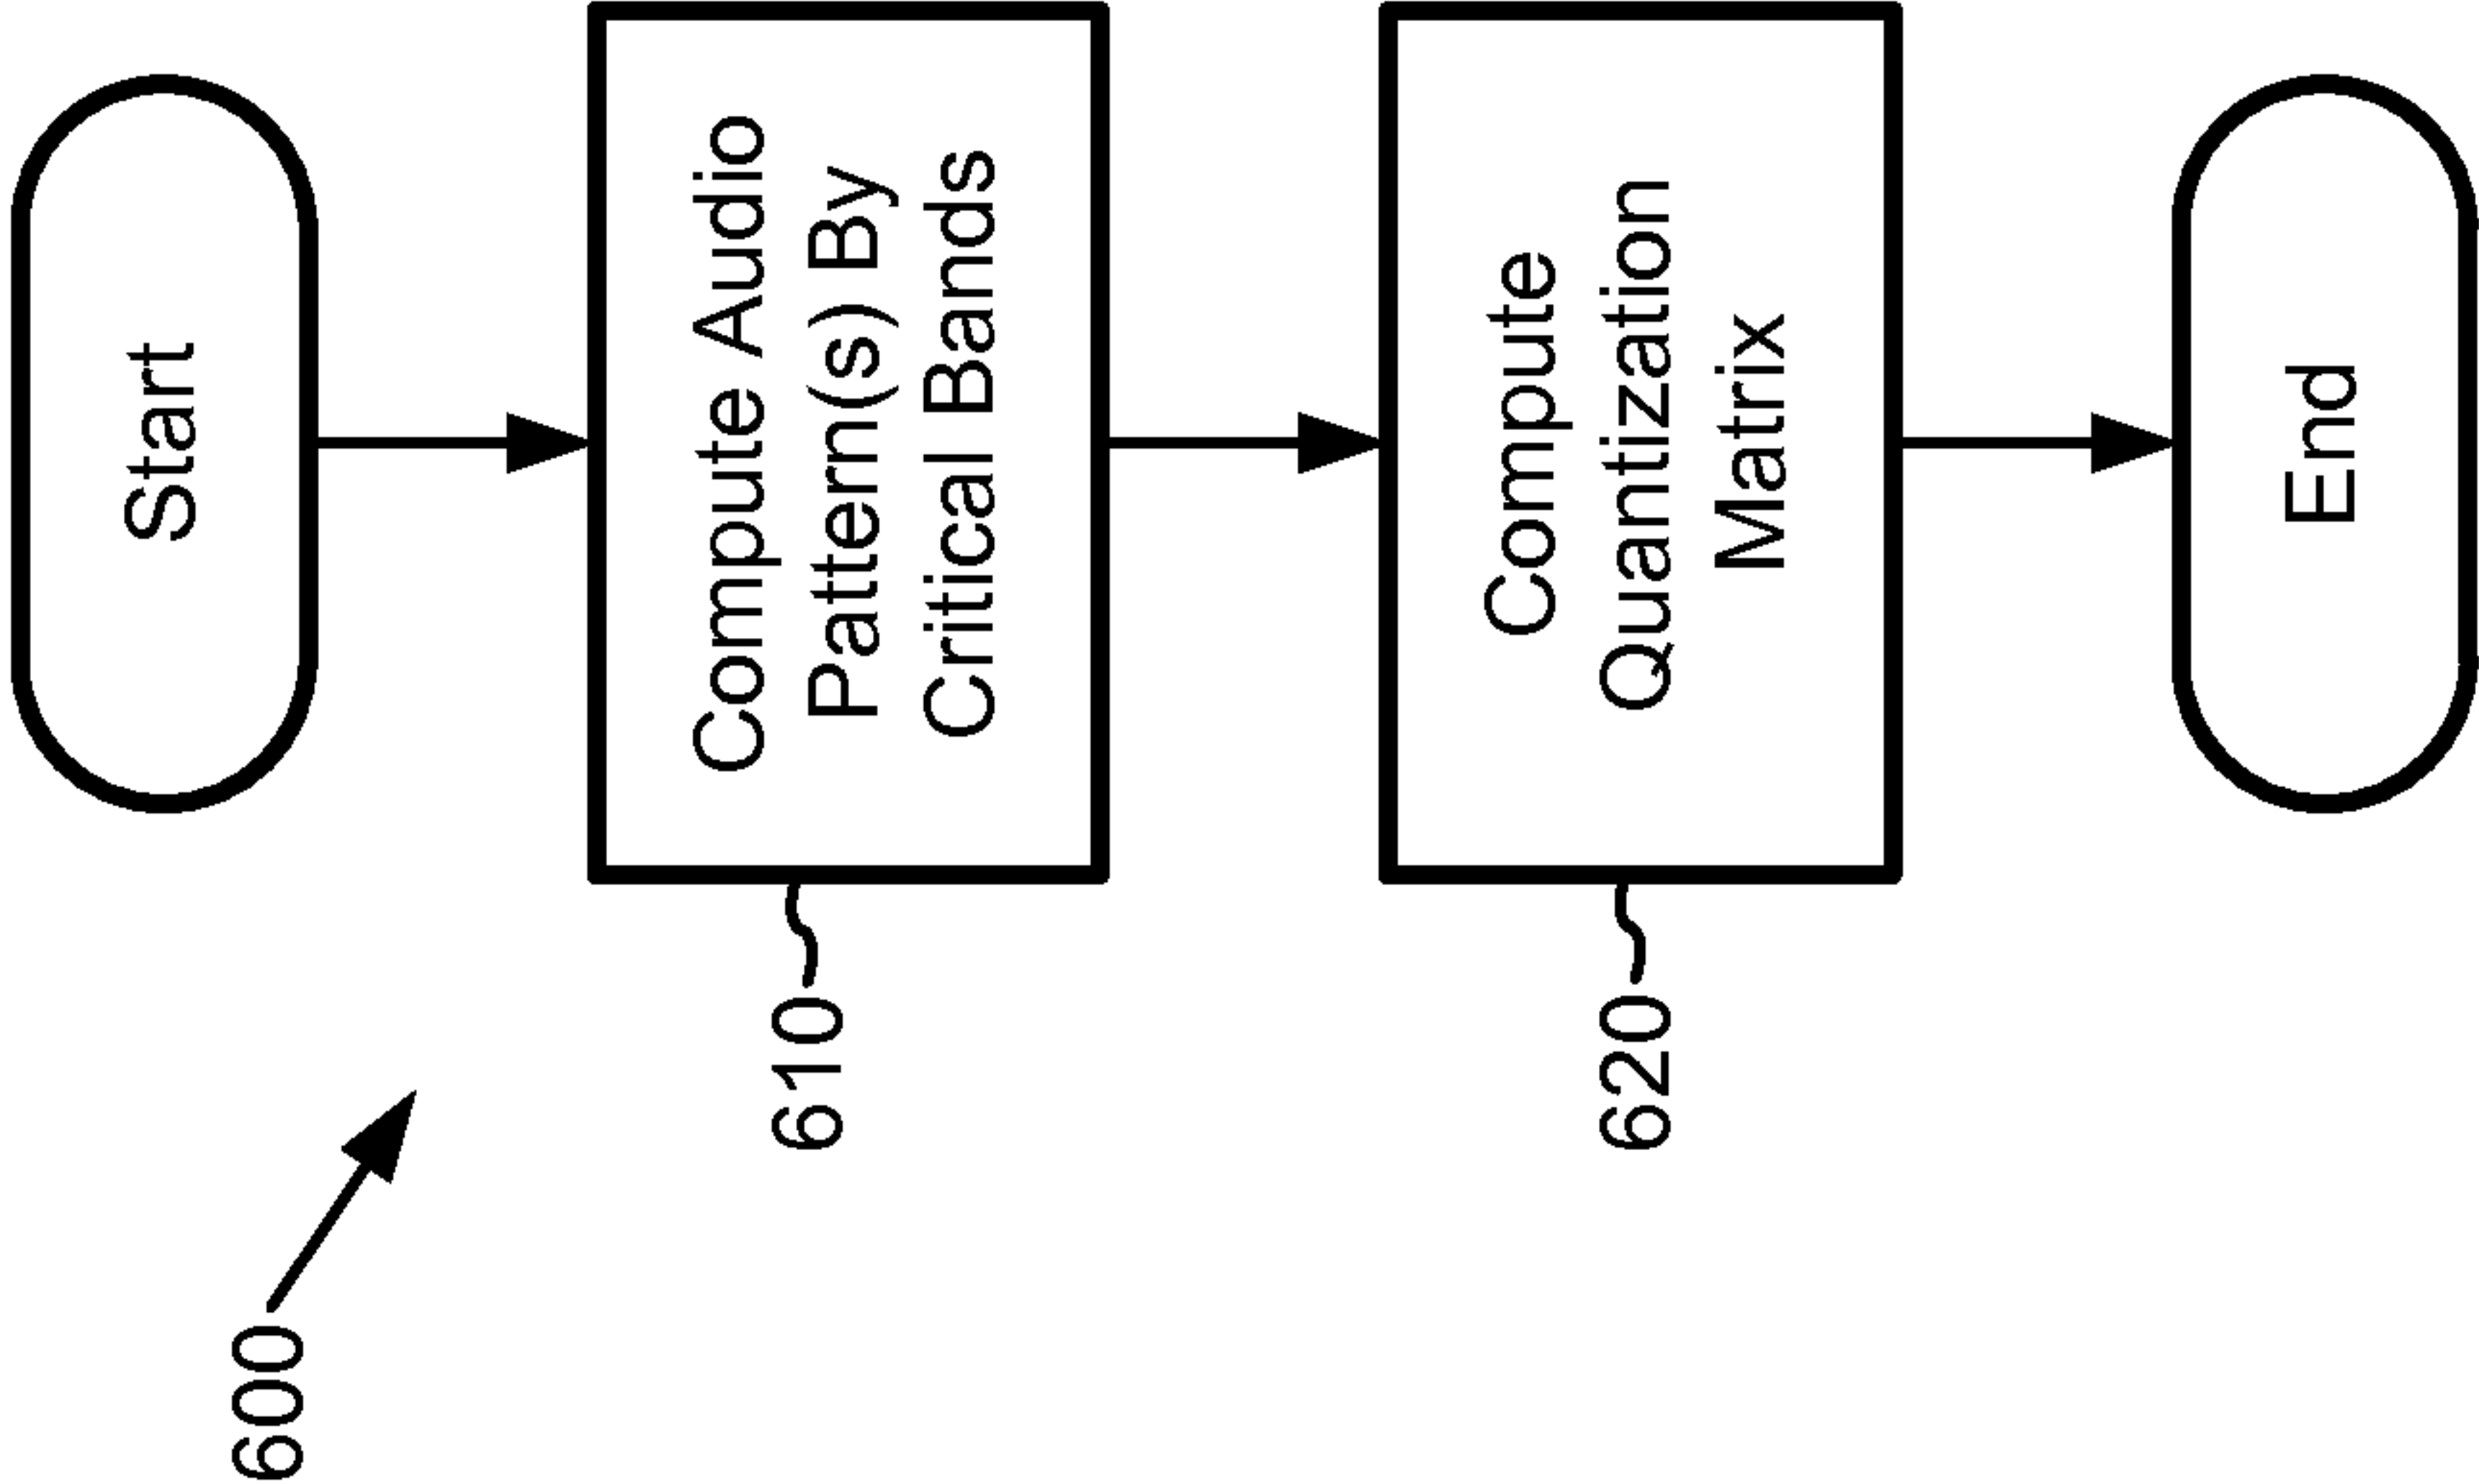 600
Start
Compute Audio
Pattern(s) By
Critical Bands
610
Compute
Quantization
Matrix
620
End